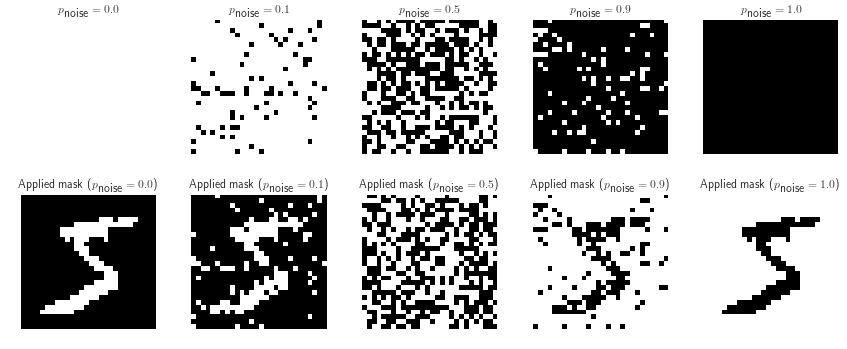 p_noise = 0.0
p_noise = 0.1
p_noise = 0.5
p_noise = 0.9
p_noise = 1.0
Applied mask (p_noise = 0.0)
Applied mask (p_noise = 0.1)
Applied mask (p_noise = 0.5)
Applied mask (p_noise = 0.9)
Applied mask (p_noise = 1.0)